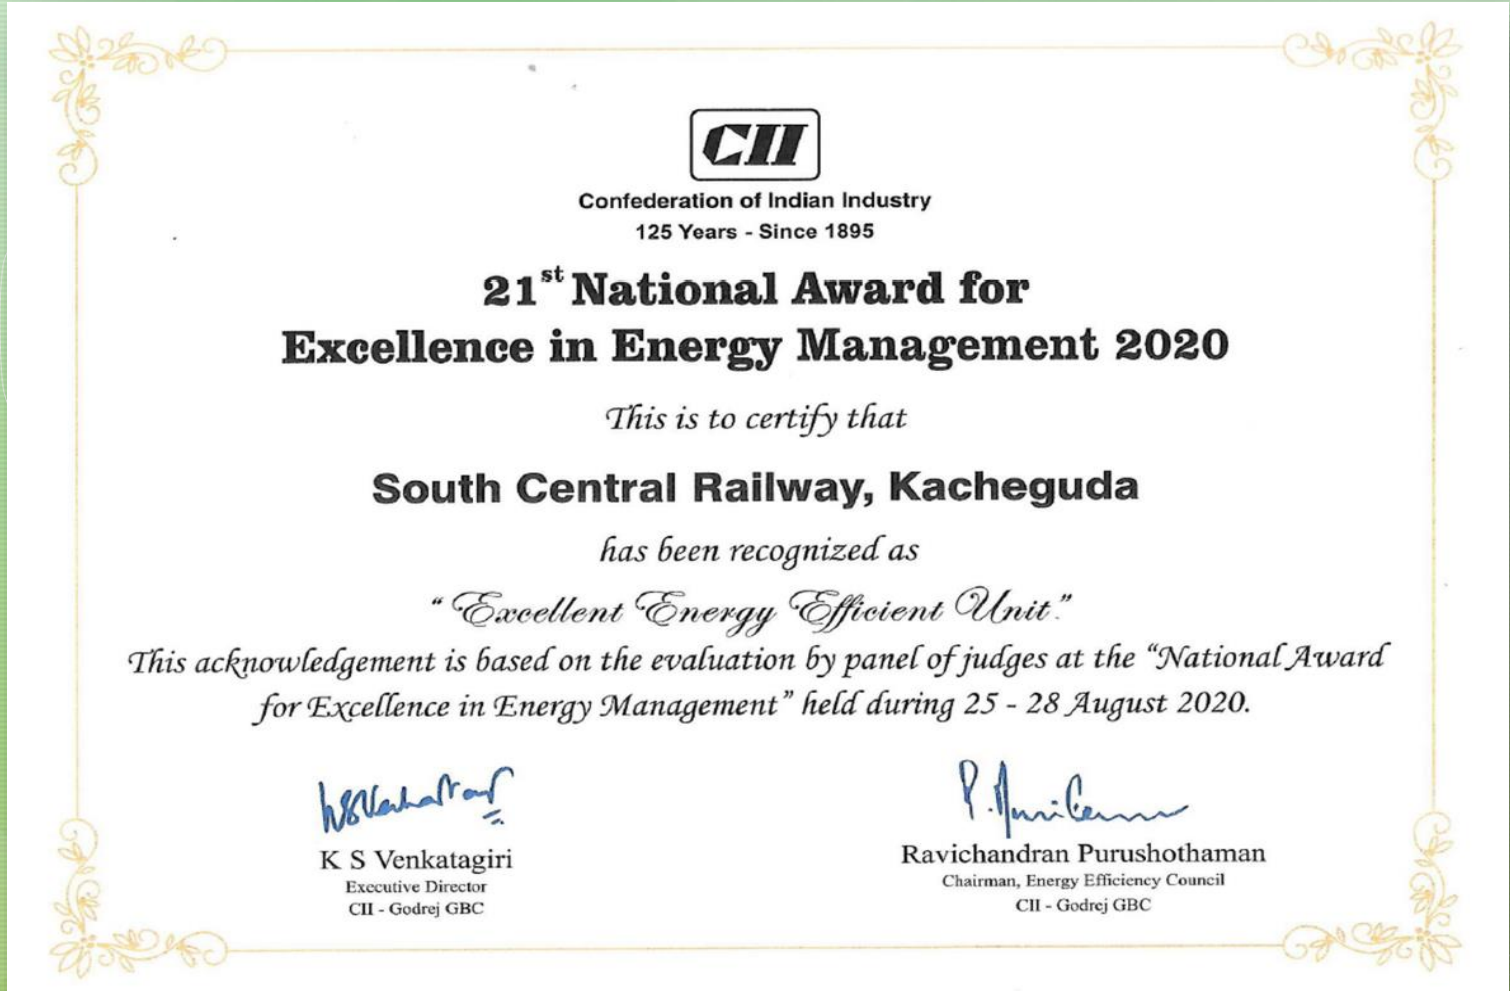 CII
Confederation of Indian Industry
125 Years - Since 1895
21st National Award for
Excellence in Energy Management 2020
This is to certify that
South Central Railway, Kacheguda
has been recognized as
“Excellent Energy Efficient Unit.”
This acknowledgement is based on the evaluation by panel of judges at the “National Award
for Excellence in Energy Management” held during 25 - 28 August 2020.
K S Venkatagiri
Executive Director
CII - Godrej GBC
Ravichandran Purushothaman
Chairman, Energy Efficiency Council
CII - Godrej GBC